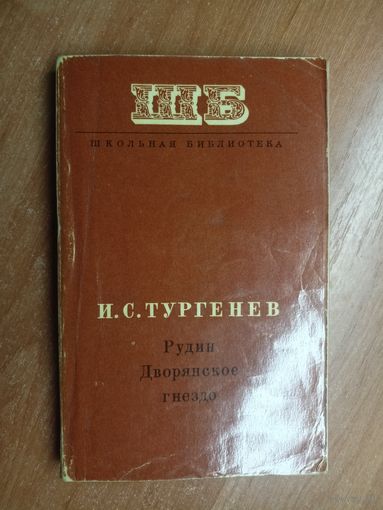 ШБ
ШКОЛЬНАЯ БИБЛИОТЕКА
И.С.ТУРГЕНЕВ
Рудин
Дворянское
гнездо